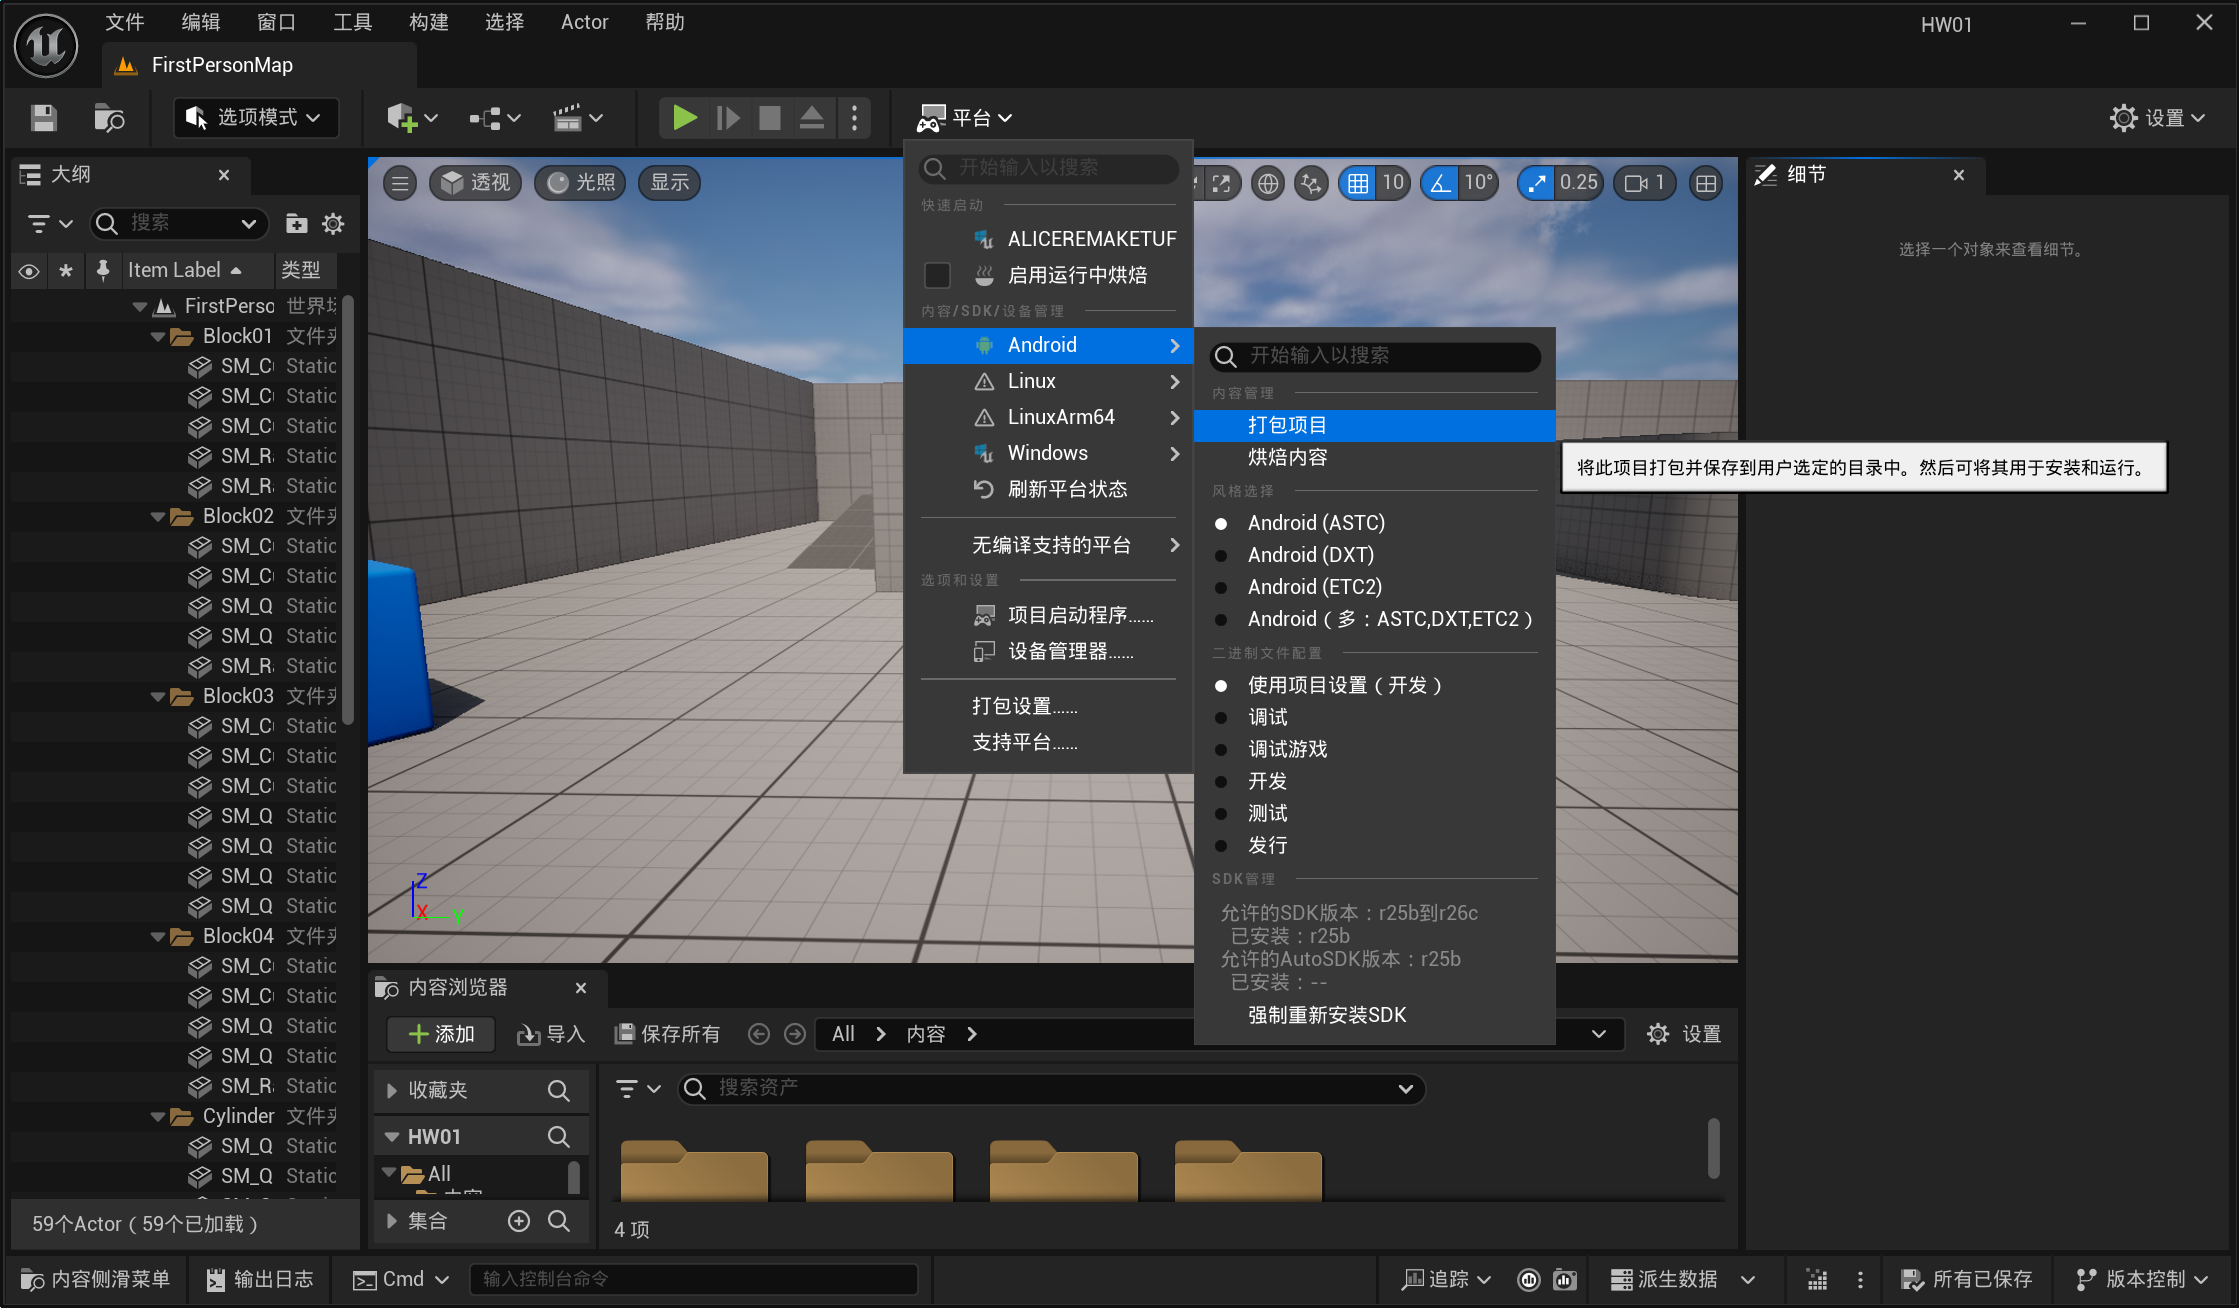 文件 编辑 窗口 工具 构建 选择 Actor 帮助
HW01
FirstPersonMap
选项模式
平台
设置
大纲
搜索
Item Label 类型
FirstPerso 世界场
Block01 文件夹
SM_C Static
SM_C Static
SM_C Static
SM_R Static
SM_R Static
Block02 文件夹
SM_C Static
SM_C Static
SM_Q Static
SM_Q Static
SM_R Static
Block03 文件夹
SM_C Static
SM_C Static
SM_C Static
SM_Q Static
SM_Q Static
SM_Q Static
SM_Q Static
Block04 文件夹
SM_C Static
SM_C Static
SM_Q Static
SM_Q Static
SM_R Static
Cylinder 文件夹
SM_Q Static
SM_Q Static
59个Actor（59个已加载）
透视 光照 显示
10 10° 0.25 1
Z
X
Y
开始输入以搜索
快速启动
ALICEREMAKETUF
启用运行中烘焙
内容/SDK/设备管理
Android
Linux
LinuxArm64
Windows
刷新平台状态
无编译支持的平台
选项和设置
项目启动程序......
设备管理器......
打包设置......
支持平台......
开始输入以搜索
内容管理
打包项目
烘焙内容
风格选择
Android (ASTC)
Android (DXT)
Android (ETC2)
Android（多：ASTC,DXT,ETC2）
二进制文件配置
使用项目设置（开发）
调试
调试游戏
开发
测试
发行
SDK管理
允许的SDK版本：r25b到r26c
已安装：r25b
允许的AutoSDK版本：r25b
已安装：--
强制重新安装SDK
将此项目打包并保存到用户选定的目录中。然后可将其用于安装和运行。
细节
选择一个对象来查看细节。
内容浏览器
添加 导入 保存所有 All 内容 设置
收藏夹
HW01
All
内容
集合
搜索资产
4 项
内容侧滑菜单 输出日志 Cmd 输入控制台命令 追踪 派生数据 所有已保存 版本控制